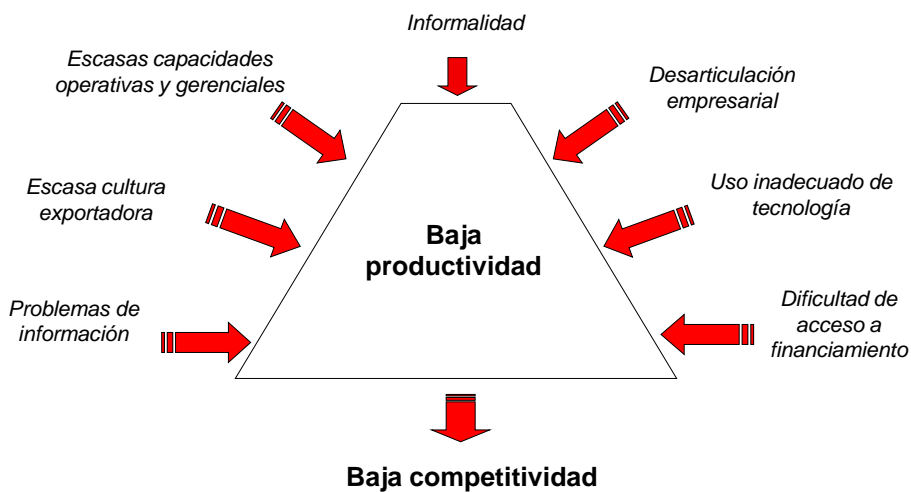 Informalidad
Escasas capacidades
operativas y gerenciales
Desarticulación
empresarial
Escasa cultura
exportadora
Uso inadecuado de
tecnología
Baja
productividad
Problemas de
información
Dificultad de
acceso a
financiamiento
Baja competitividad